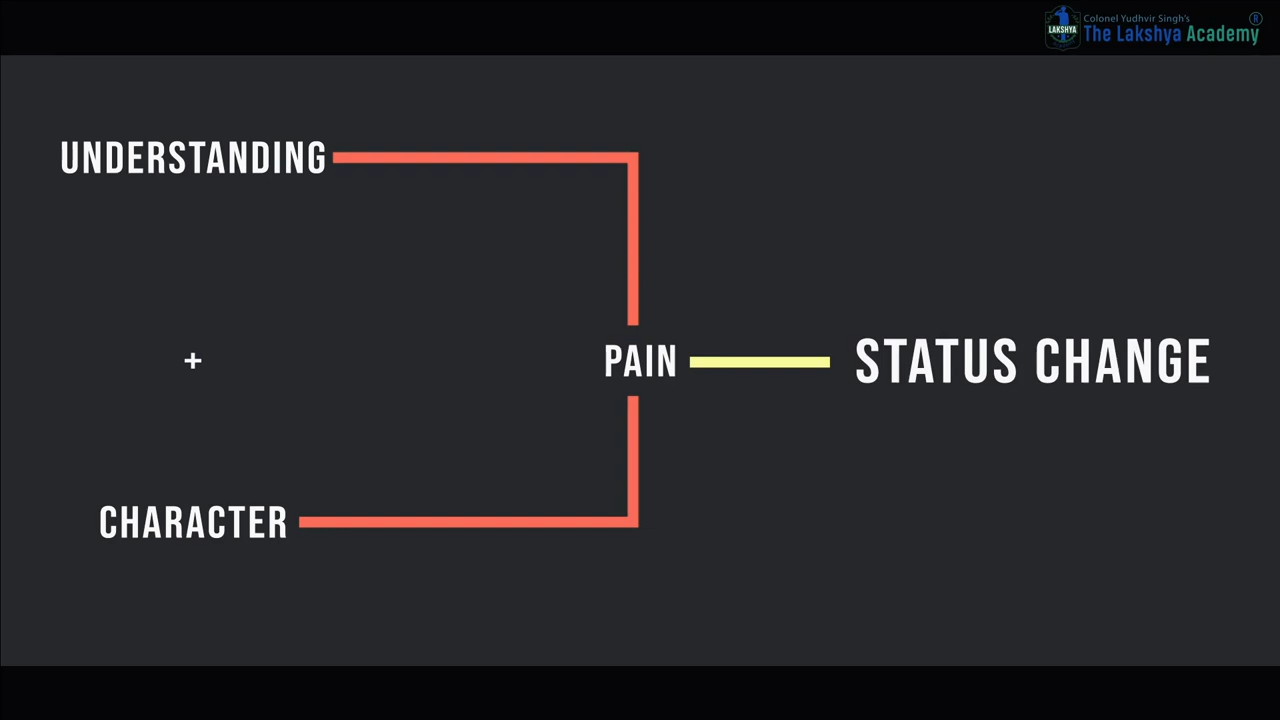 Colonel Yudhvir Singh's
®
LAKSHYA
The Lakshya Academy
UNDERSTANDING
+
PAIN
STATUS CHANGE
CHARACTER